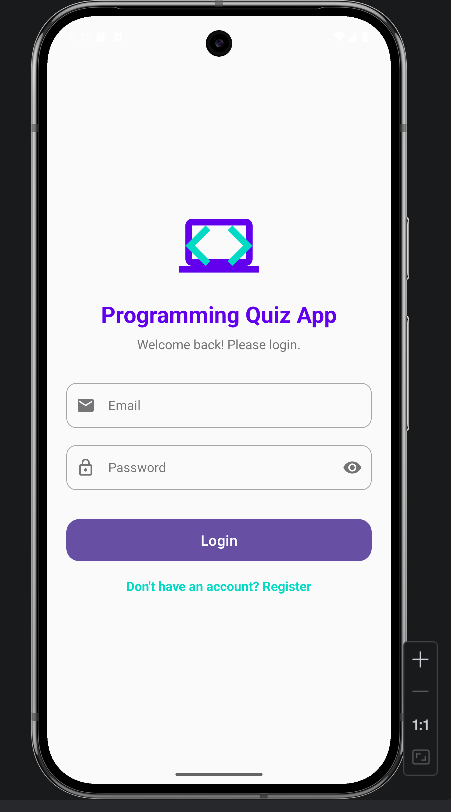 Programming Quiz App
Welcome back! Please login.
Email
Password
Login
Don't have an account? Register
1:1